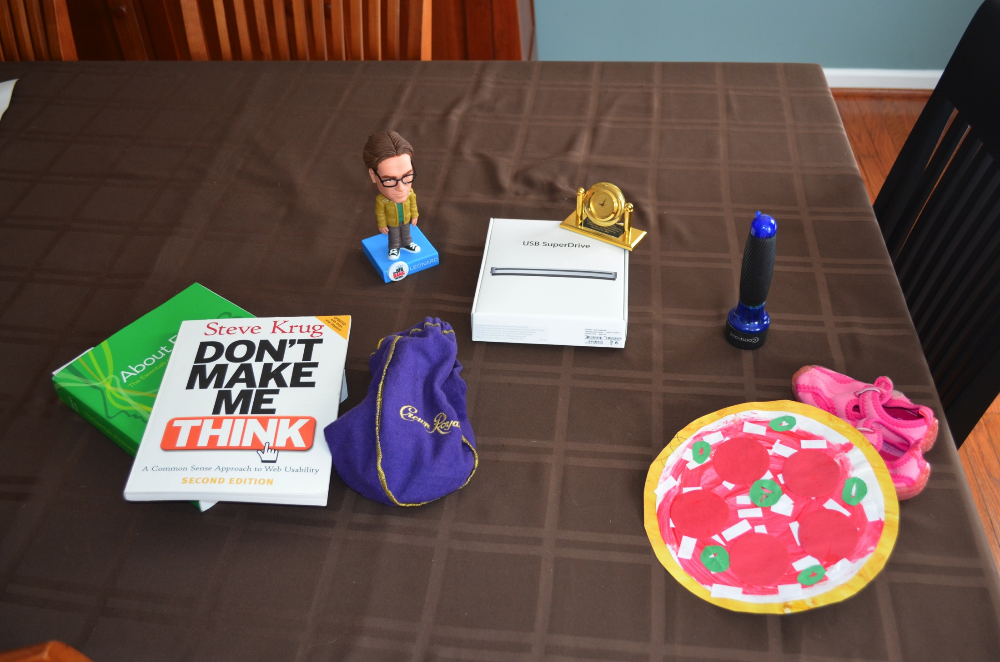 LEONARD
the BIG
BANG
THEORY
USB SuperDrive
Comcast
About
The Essentials
Steve Krug
UPDATED
with three
new chapters!
DON'T
MAKE
ME
THINK
A Common Sense Approach to Web Usability
SECOND EDITION
Crown Royal